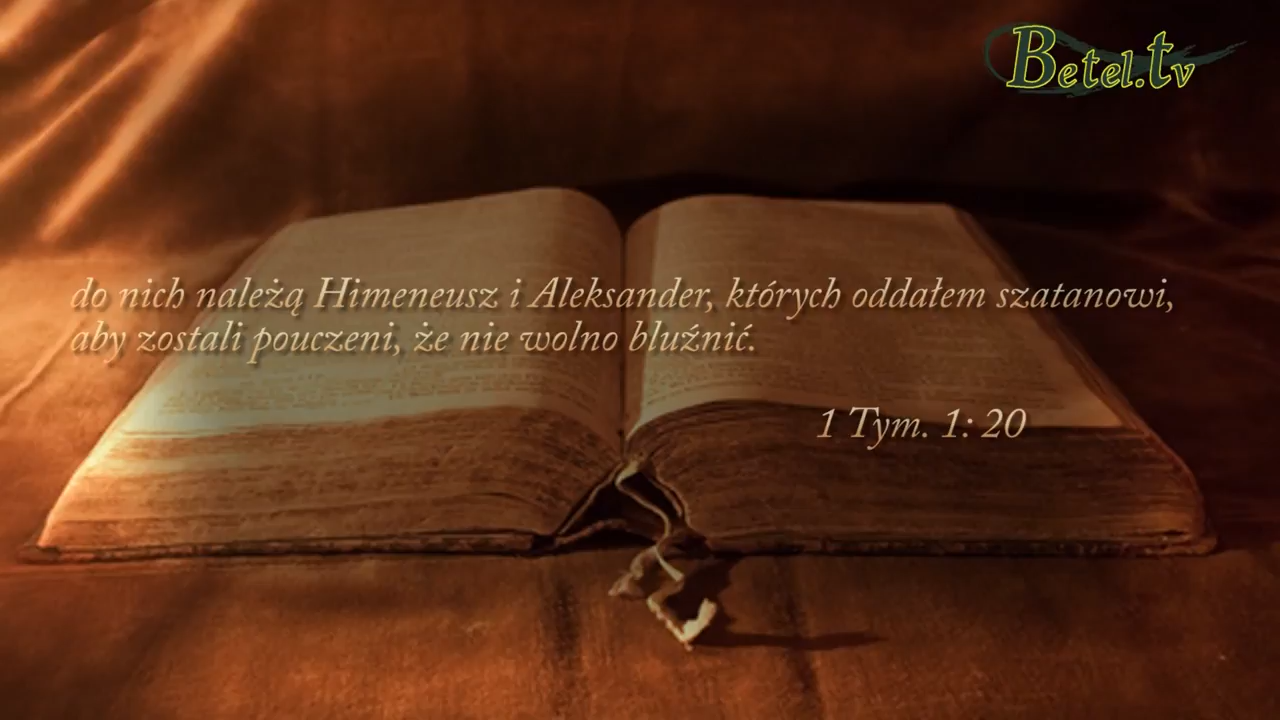 Betel.tv
do nich należą Himeneusz i Aleksander, których oddałem szatanowi,
aby zostali pouczeni, że nie wolno bluźnić.
1 Tym. 1: 20